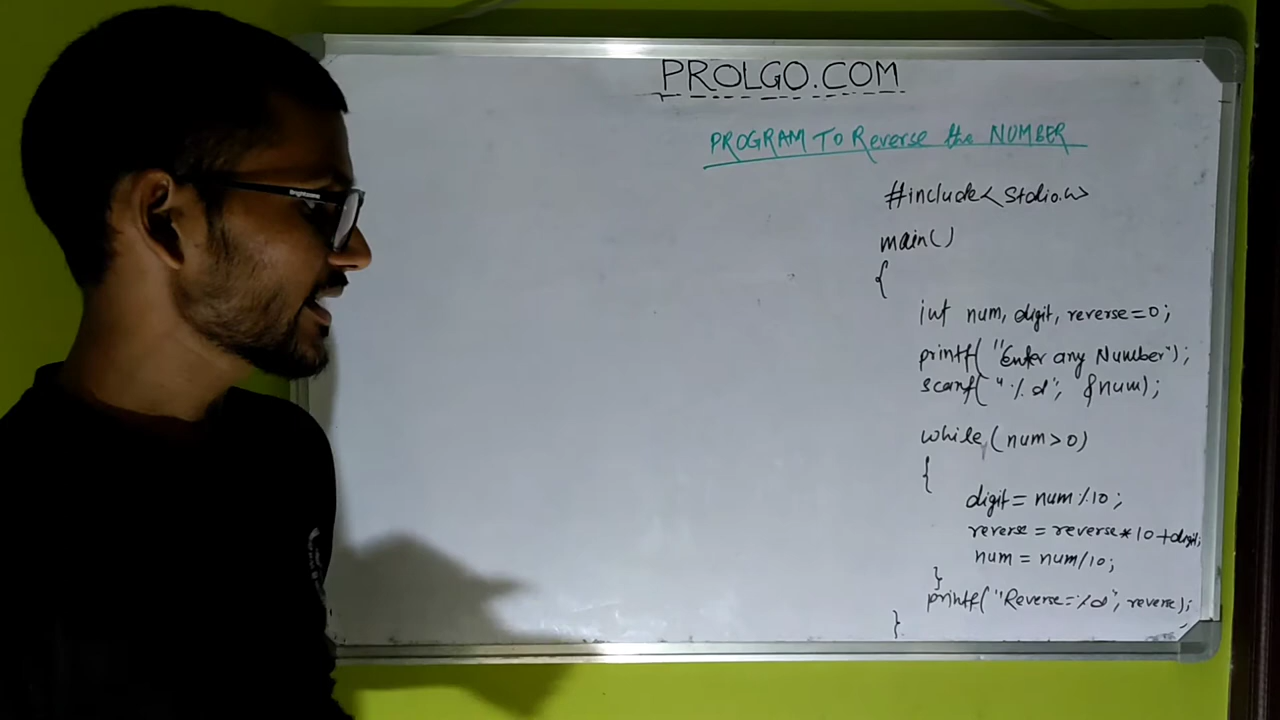 PROLGO.COM
PROGRAM TO Reverse the NUMBER
#include<stdio.h>
main()
{
int num, digit, reverse=0;
printf("Enter any Number");
scanf("%d", &num);
while(num>0)
{
digit = num%10;
reverse = reverse*10+digit;
num = num/10;
}
printf("Reverse=%d", reverse);
}